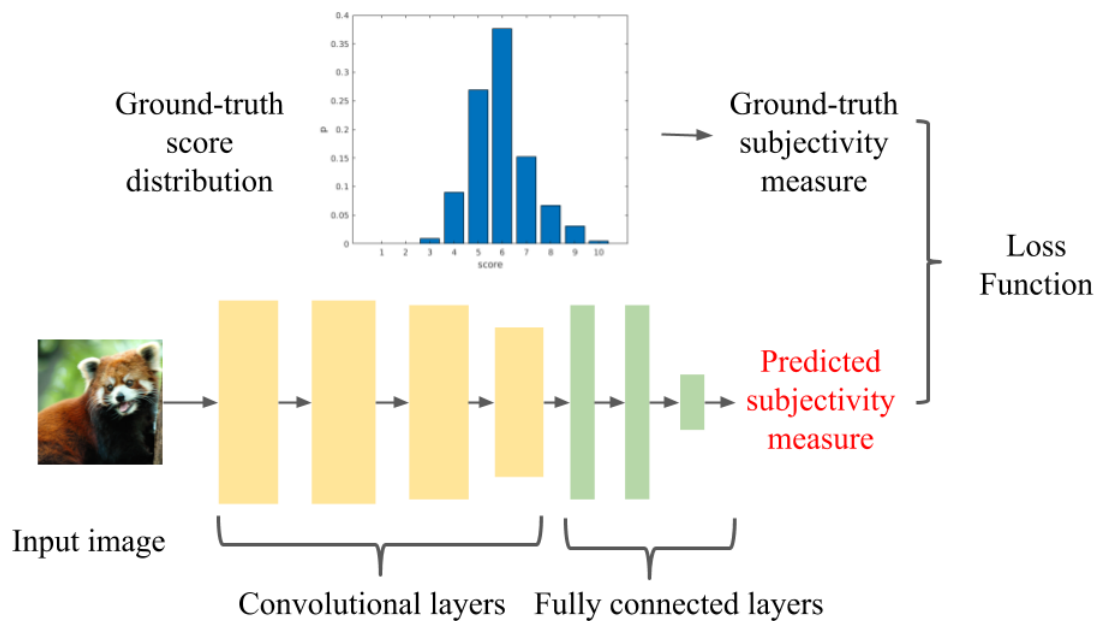 Ground-truth
score
distribution
0.4
0.35
0.3
0.25
0.2
0.15
0.1
0.05
0
P
1 2 3 4 5 6 7 8 9 10
score
Ground-truth
subjectivity
measure
Loss
Function
Predicted
subjectivity
measure
Input image
Convolutional layers
Fully connected layers